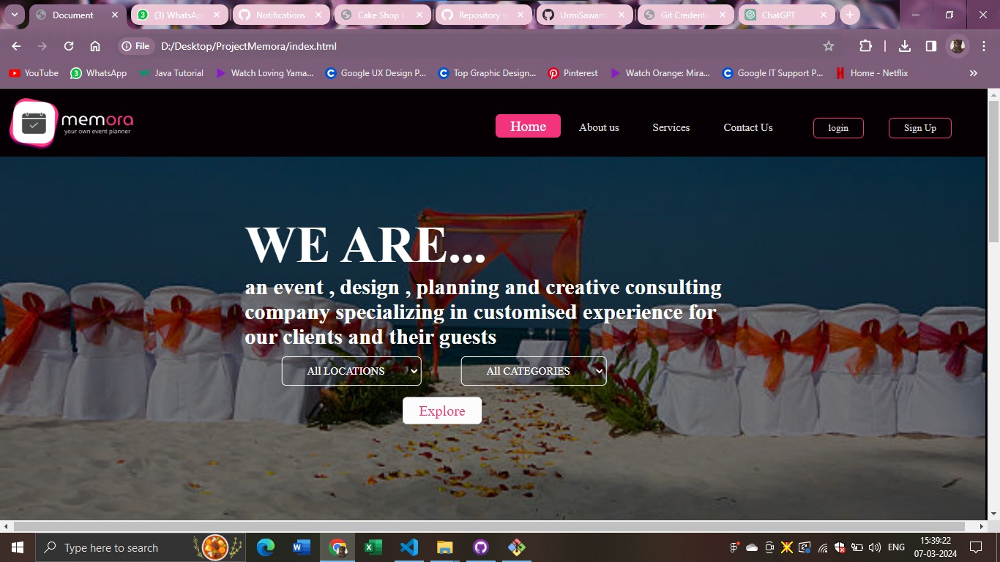 Document
(3) WhatsApp
Notifications
Cake Shop
Repository
UrmiSawant
Git Credenti
ChatGPT
File
D:/Desktop/ProjectMemora/index.html
YouTube
WhatsApp
Java Tutorial
Watch Loving Yama...
Google UX Design P...
Top Graphic Design...
Pinterest
Watch Orange: Mira...
Google IT Support P...
Home - Netflix
memora
your own event planner
Home
About us
Services
Contact Us
login
Sign Up
WE ARE...
an event , design , planning and creative consulting
company specializing in customised experience for
our clients and their guests
All LOCATIONS
All CATEGORIES
Explore
Type here to search
ENG
15:39:22
07-03-2024